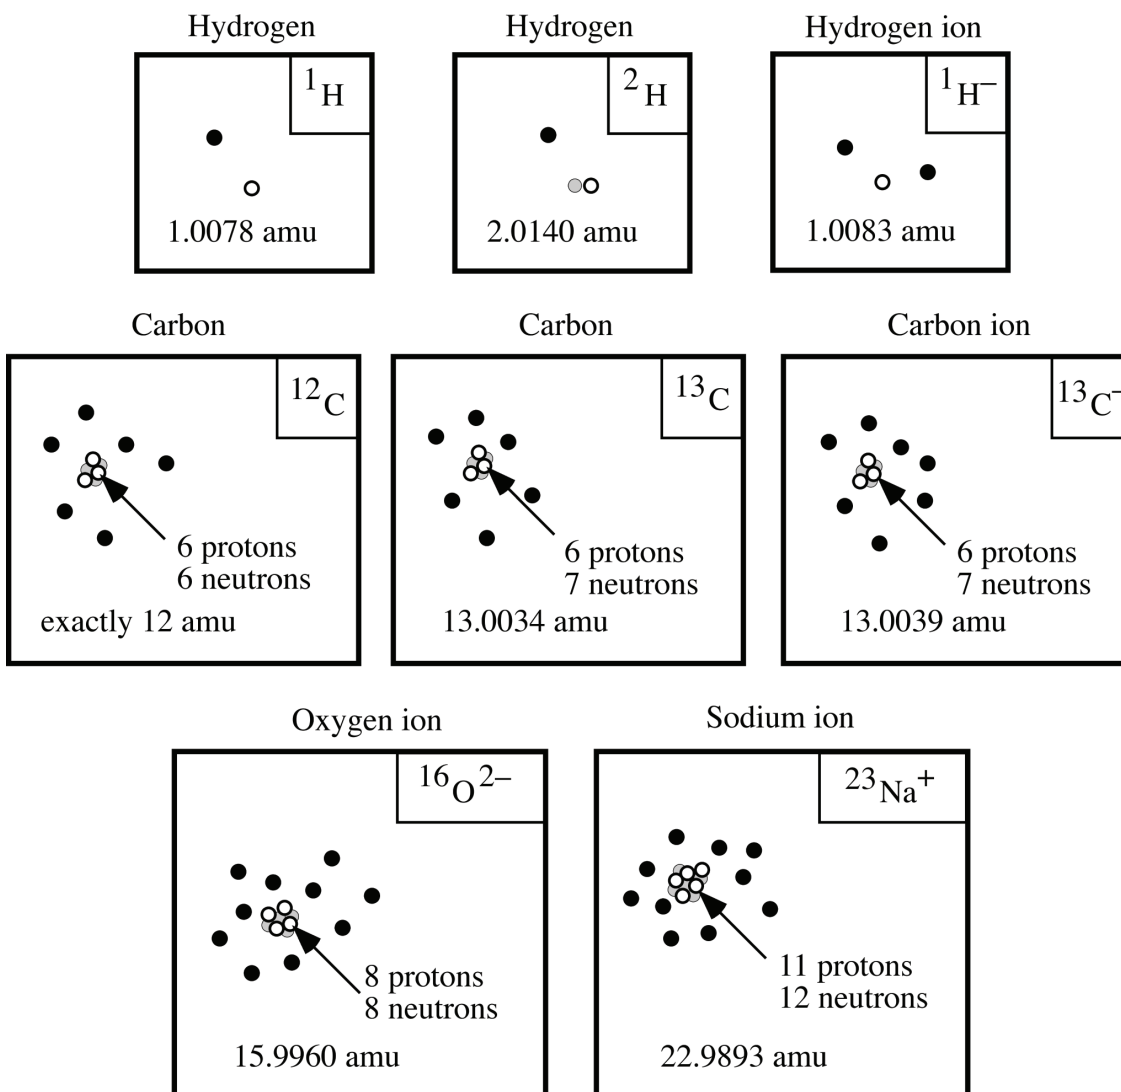 Hydrogen
Hydrogen
Hydrogen ion
¹H
²H
¹H⁻
1.0078 amu
2.0140 amu
1.0083 amu
Carbon
Carbon
Carbon ion
¹²C
¹³C
¹³C⁻
6 protons
6 neutrons
6 protons
7 neutrons
6 protons
7 neutrons
exactly 12 amu
13.0034 amu
13.0039 amu
Oxygen ion
Sodium ion
¹⁶O²⁻
²³Na⁺
8 protons
8 neutrons
11 protons
12 neutrons
15.9960 amu
22.9893 amu